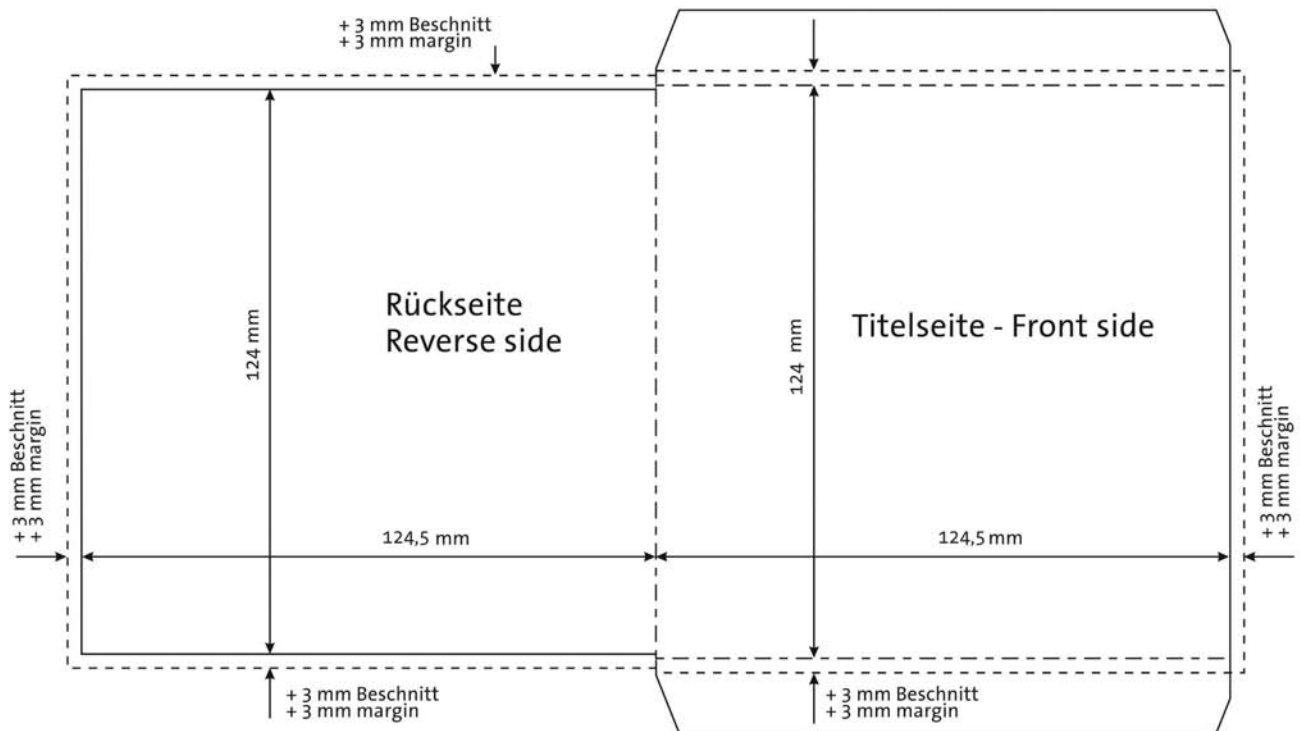 + 3 mm Beschnitt
+ 3 mm margin
Rückseite
Reverse side
124 mm
Titelseite - Front side
124 mm
+ 3 mm Beschnitt
+ 3 mm margin
+ 3 mm Beschnitt
+ 3 mm margin
124,5 mm
124,5 mm
+ 3 mm Beschnitt
+ 3 mm margin
+ 3 mm Beschnitt
+ 3 mm margin